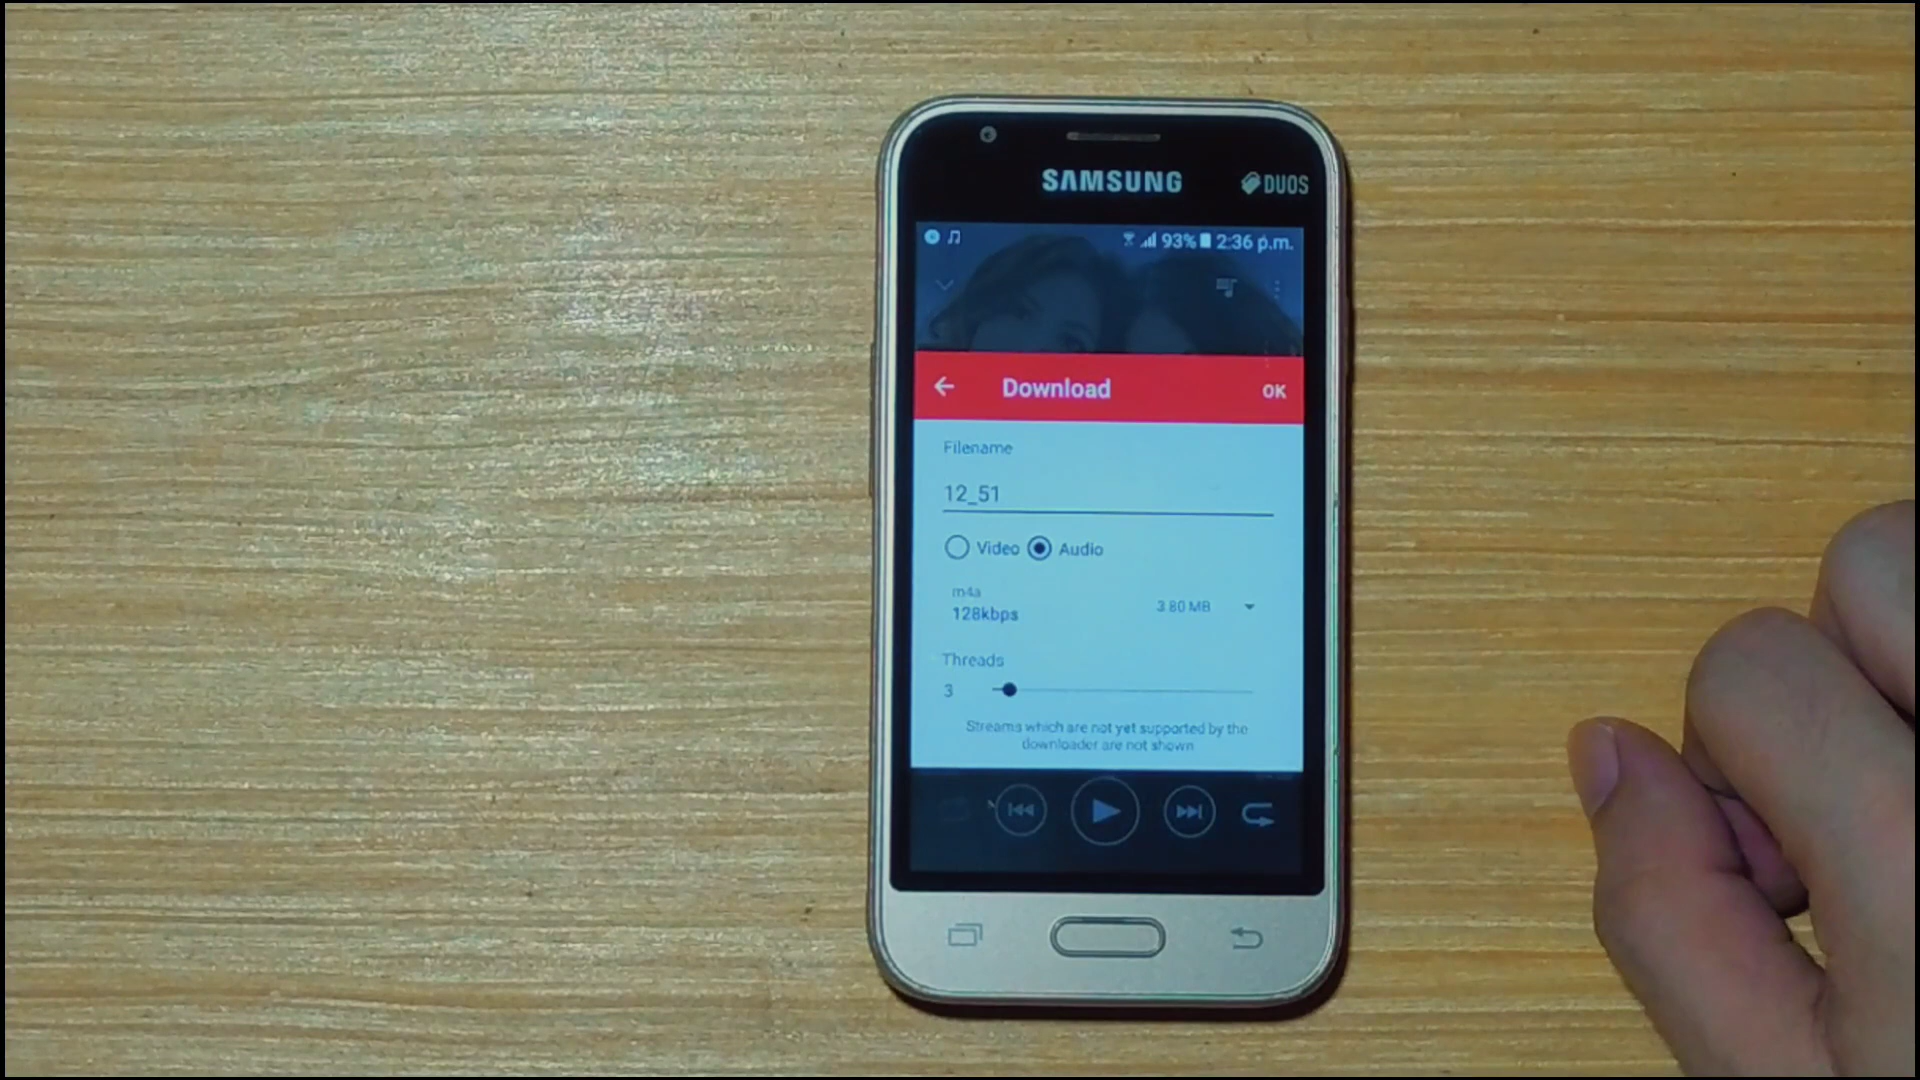 SAMSUNG
DUOS
93% 2:36 p.m.
Download
OK
Filename
12_51
Video Audio
m4a
128kbps
3.80 MB
Threads
3
Streams which are not yet supported by the
downloader are not shown